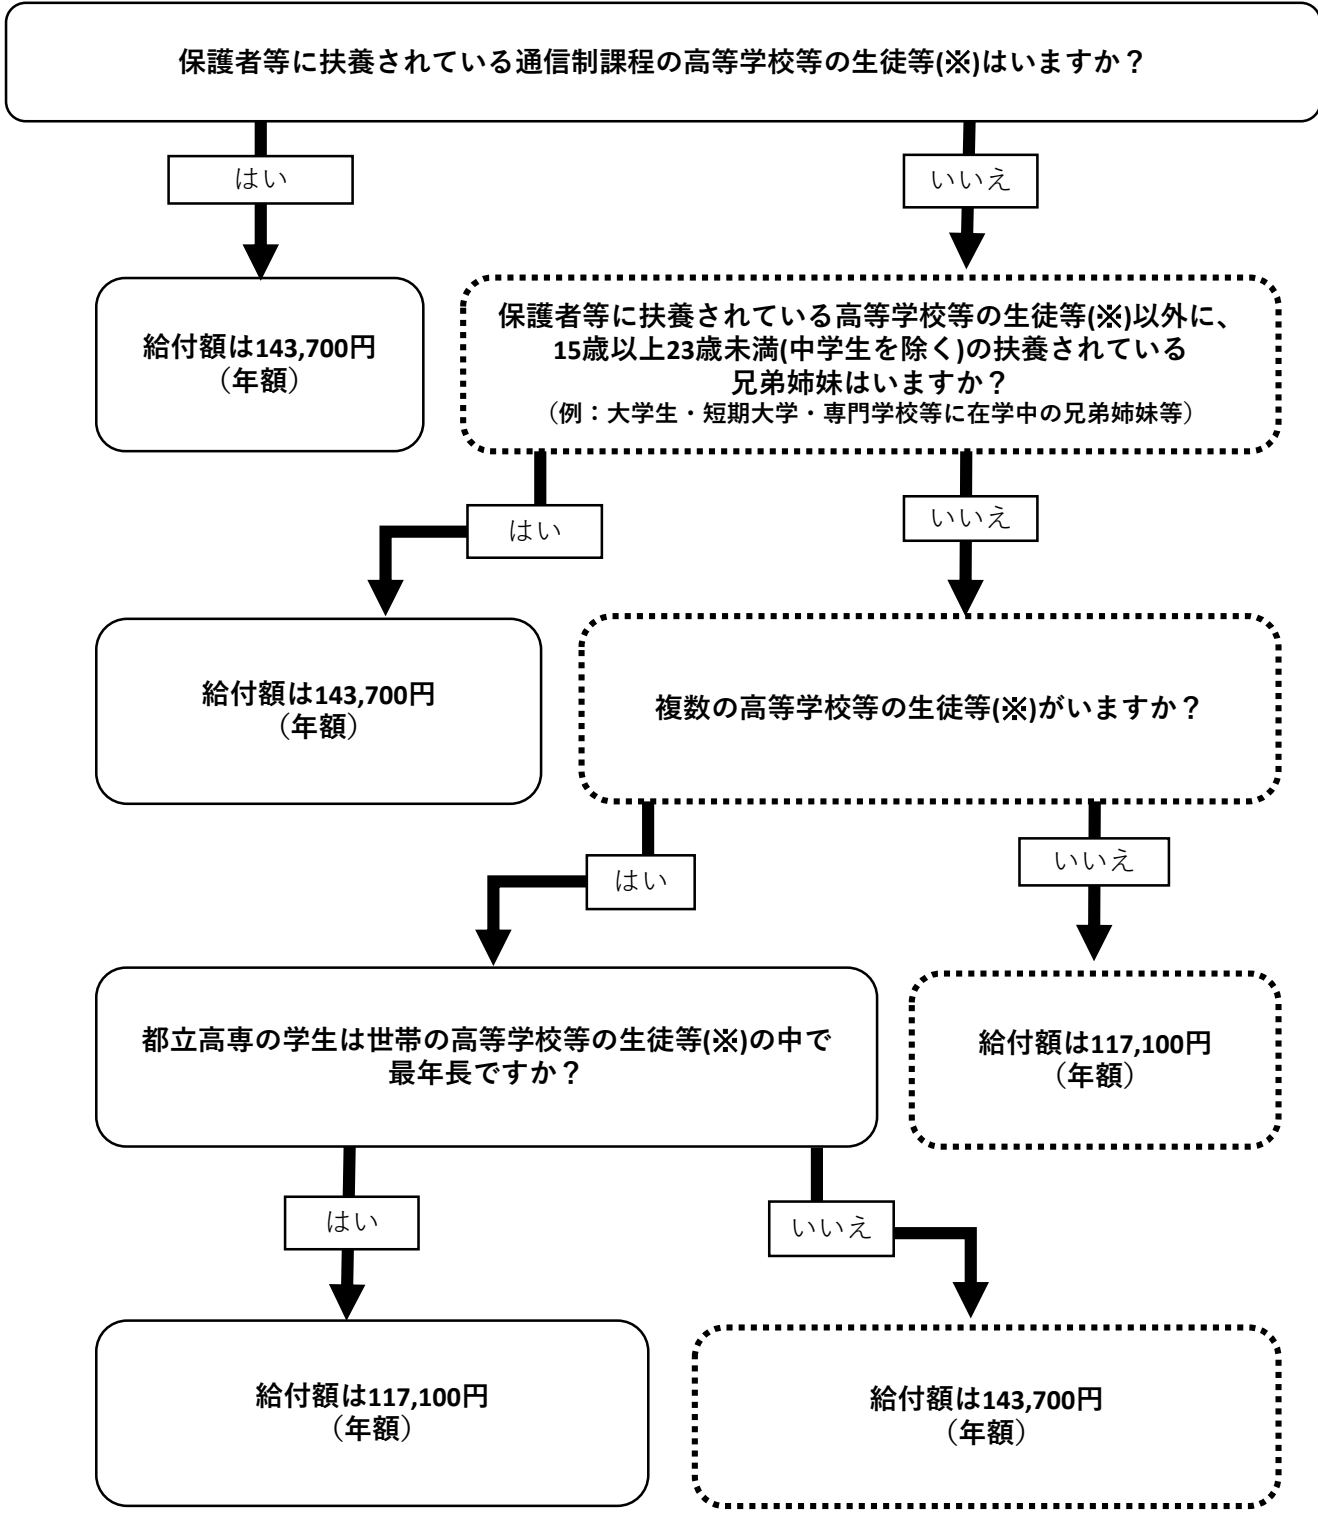 保護者等に扶養されている通信制課程の高等学校等の生徒等(※)はいますか？
はい
いいえ
給付額は143,700円
（年額）
保護者等に扶養されている高等学校等の生徒等(※)以外に、
15歳以上23歳未満(中学生を除く)の扶養されている
兄弟姉妹はいますか？
（例：大学生・短期大学・専門学校等に在学中の兄弟姉妹等）
はい
いいえ
給付額は143,700円
（年額）
複数の高等学校等の生徒等(※)がいますか？
はい
いいえ
都立高専の学生は世帯の高等学校等の生徒等(※)の中で
最年長ですか？
給付額は117,100円
（年額）
はい
いいえ
給付額は117,100円
（年額）
給付額は143,700円
（年額）